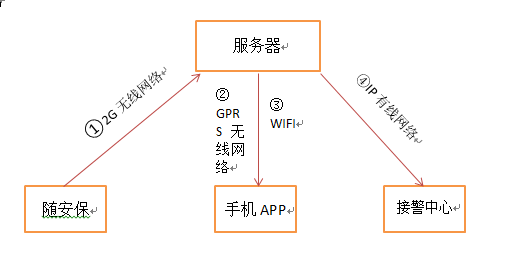 服务器
①2G 无线网络
②
GPR
S 无
线网
络
③
WIFI
④IP 有线网络
随安保
手机 APP
接警中心